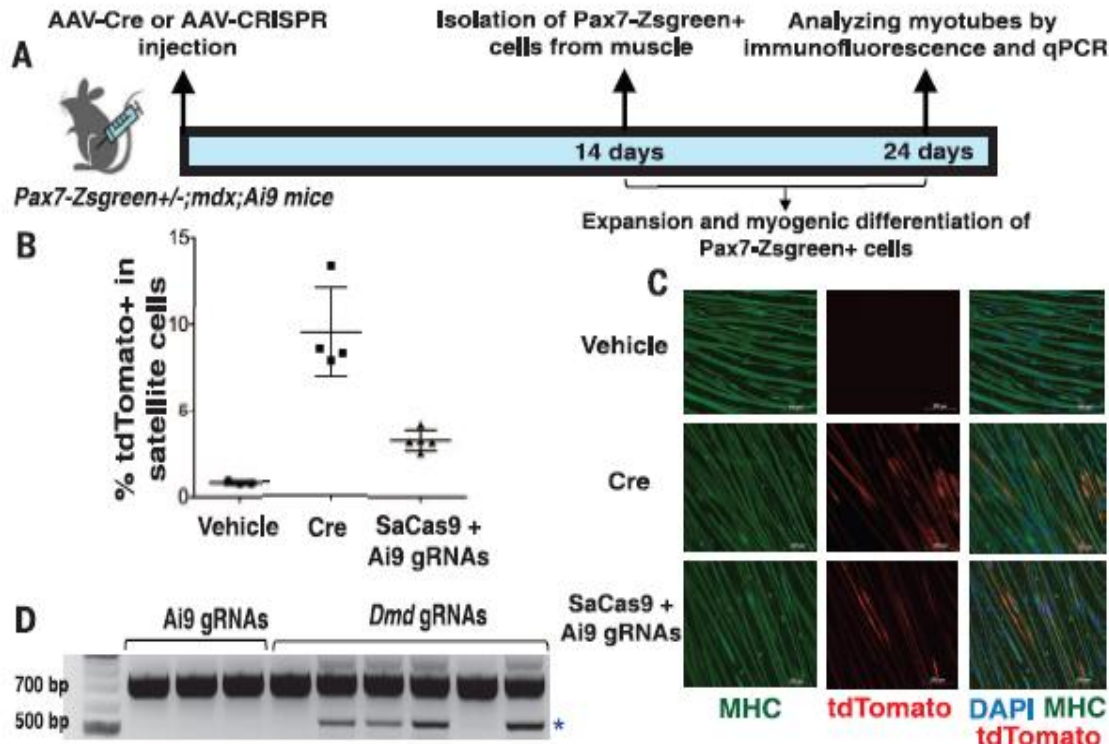 AAV-Cre or AAV-CRISPR
injection
Isolation of Pax7-Zsgreen+
cells from muscle
Analyzing myotubes by
immunofluorescence and qPCR
A
14 days
24 days
Pax7-Zsgreen+/-;mdx;Ai9 mice
Expansion and myogenic differentiation of
Pax7-Zsgreen+ cells
B
% tdTomato+ in
satellite cells
15
10
5
0
Vehicle
Cre
SaCas9 +
Ai9 gRNAs
C
Vehicle
Cre
SaCas9 +
Ai9 gRNAs
MHC
tdTomato
DAPI MHC
tdTomato
D
Ai9 gRNAs
Dmd gRNAs
700 bp
500 bp
*